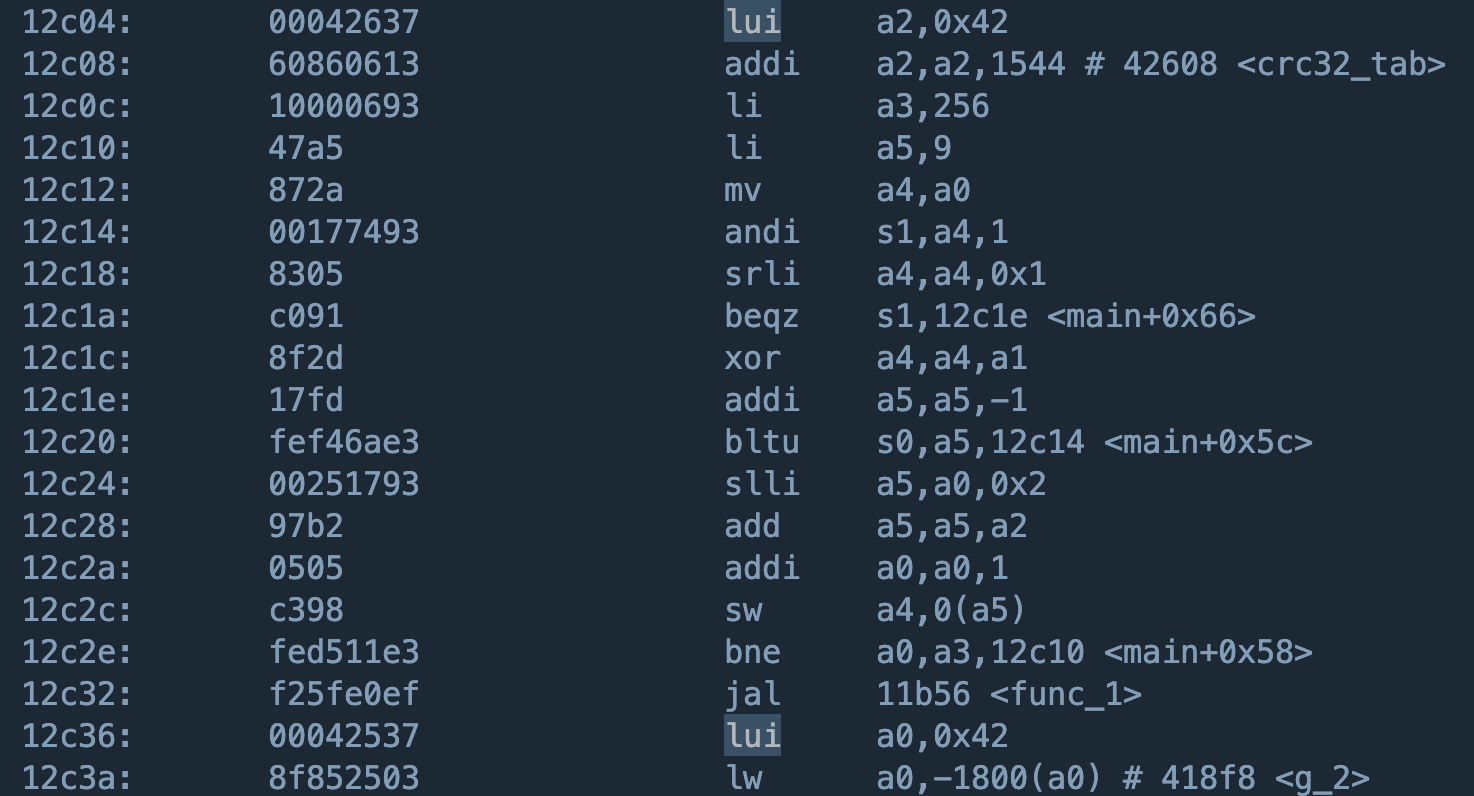 12c04: 00042637 lui a2,0x42
12c08: 60860613 addi a2,a2,1544 # 42608 <crc32_tab>
12c0c: 10000693 li a3,256
12c10: 47a5 li a5,9
12c12: 872a mv a4,a0
12c14: 00177493 andi s1,a4,1
12c18: 8305 srli a4,a4,0x1
12c1a: c091 beqz s1,12c1e <main+0x66>
12c1c: 8f2d xor a4,a4,a1
12c1e: 17fd addi a5,a5,-1
12c20: fef46ae3 bltu s0,a5,12c14 <main+0x5c>
12c24: 00251793 slli a5,a0,0x2
12c28: 97b2 add a5,a5,a2
12c2a: 0505 addi a0,a0,1
12c2c: c398 sw a4,0(a5)
12c2e: fed511e3 bne a0,a3,12c10 <main+0x58>
12c32: f25fe0ef jal 11b56 <func_1>
12c36: 00042537 lui a0,0x42
12c3a: 8f852503 lw a0,-1800(a0) # 418f8 <g_2>